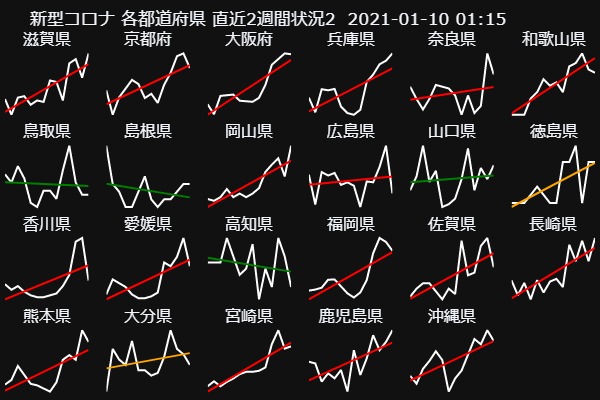 新型コロナ 各都道府県 直近2週間状況2 2021-01-10 01:15
滋賀県 京都府 大阪府 兵庫県 奈良県 和歌山県
鳥取県 島根県 岡山県 広島県 山口県 徳島県
香川県 愛媛県 高知県 福岡県 佐賀県 長崎県
熊本県 大分県 宮崎県 鹿児島県 沖縄県